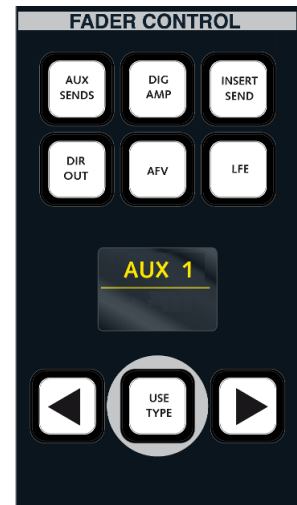 FADER CONTROL
AUX
SENDS
DIG
AMP
INSERT
SEND
DIR
OUT
AFV
LFE
AUX 1
USE
TYPE